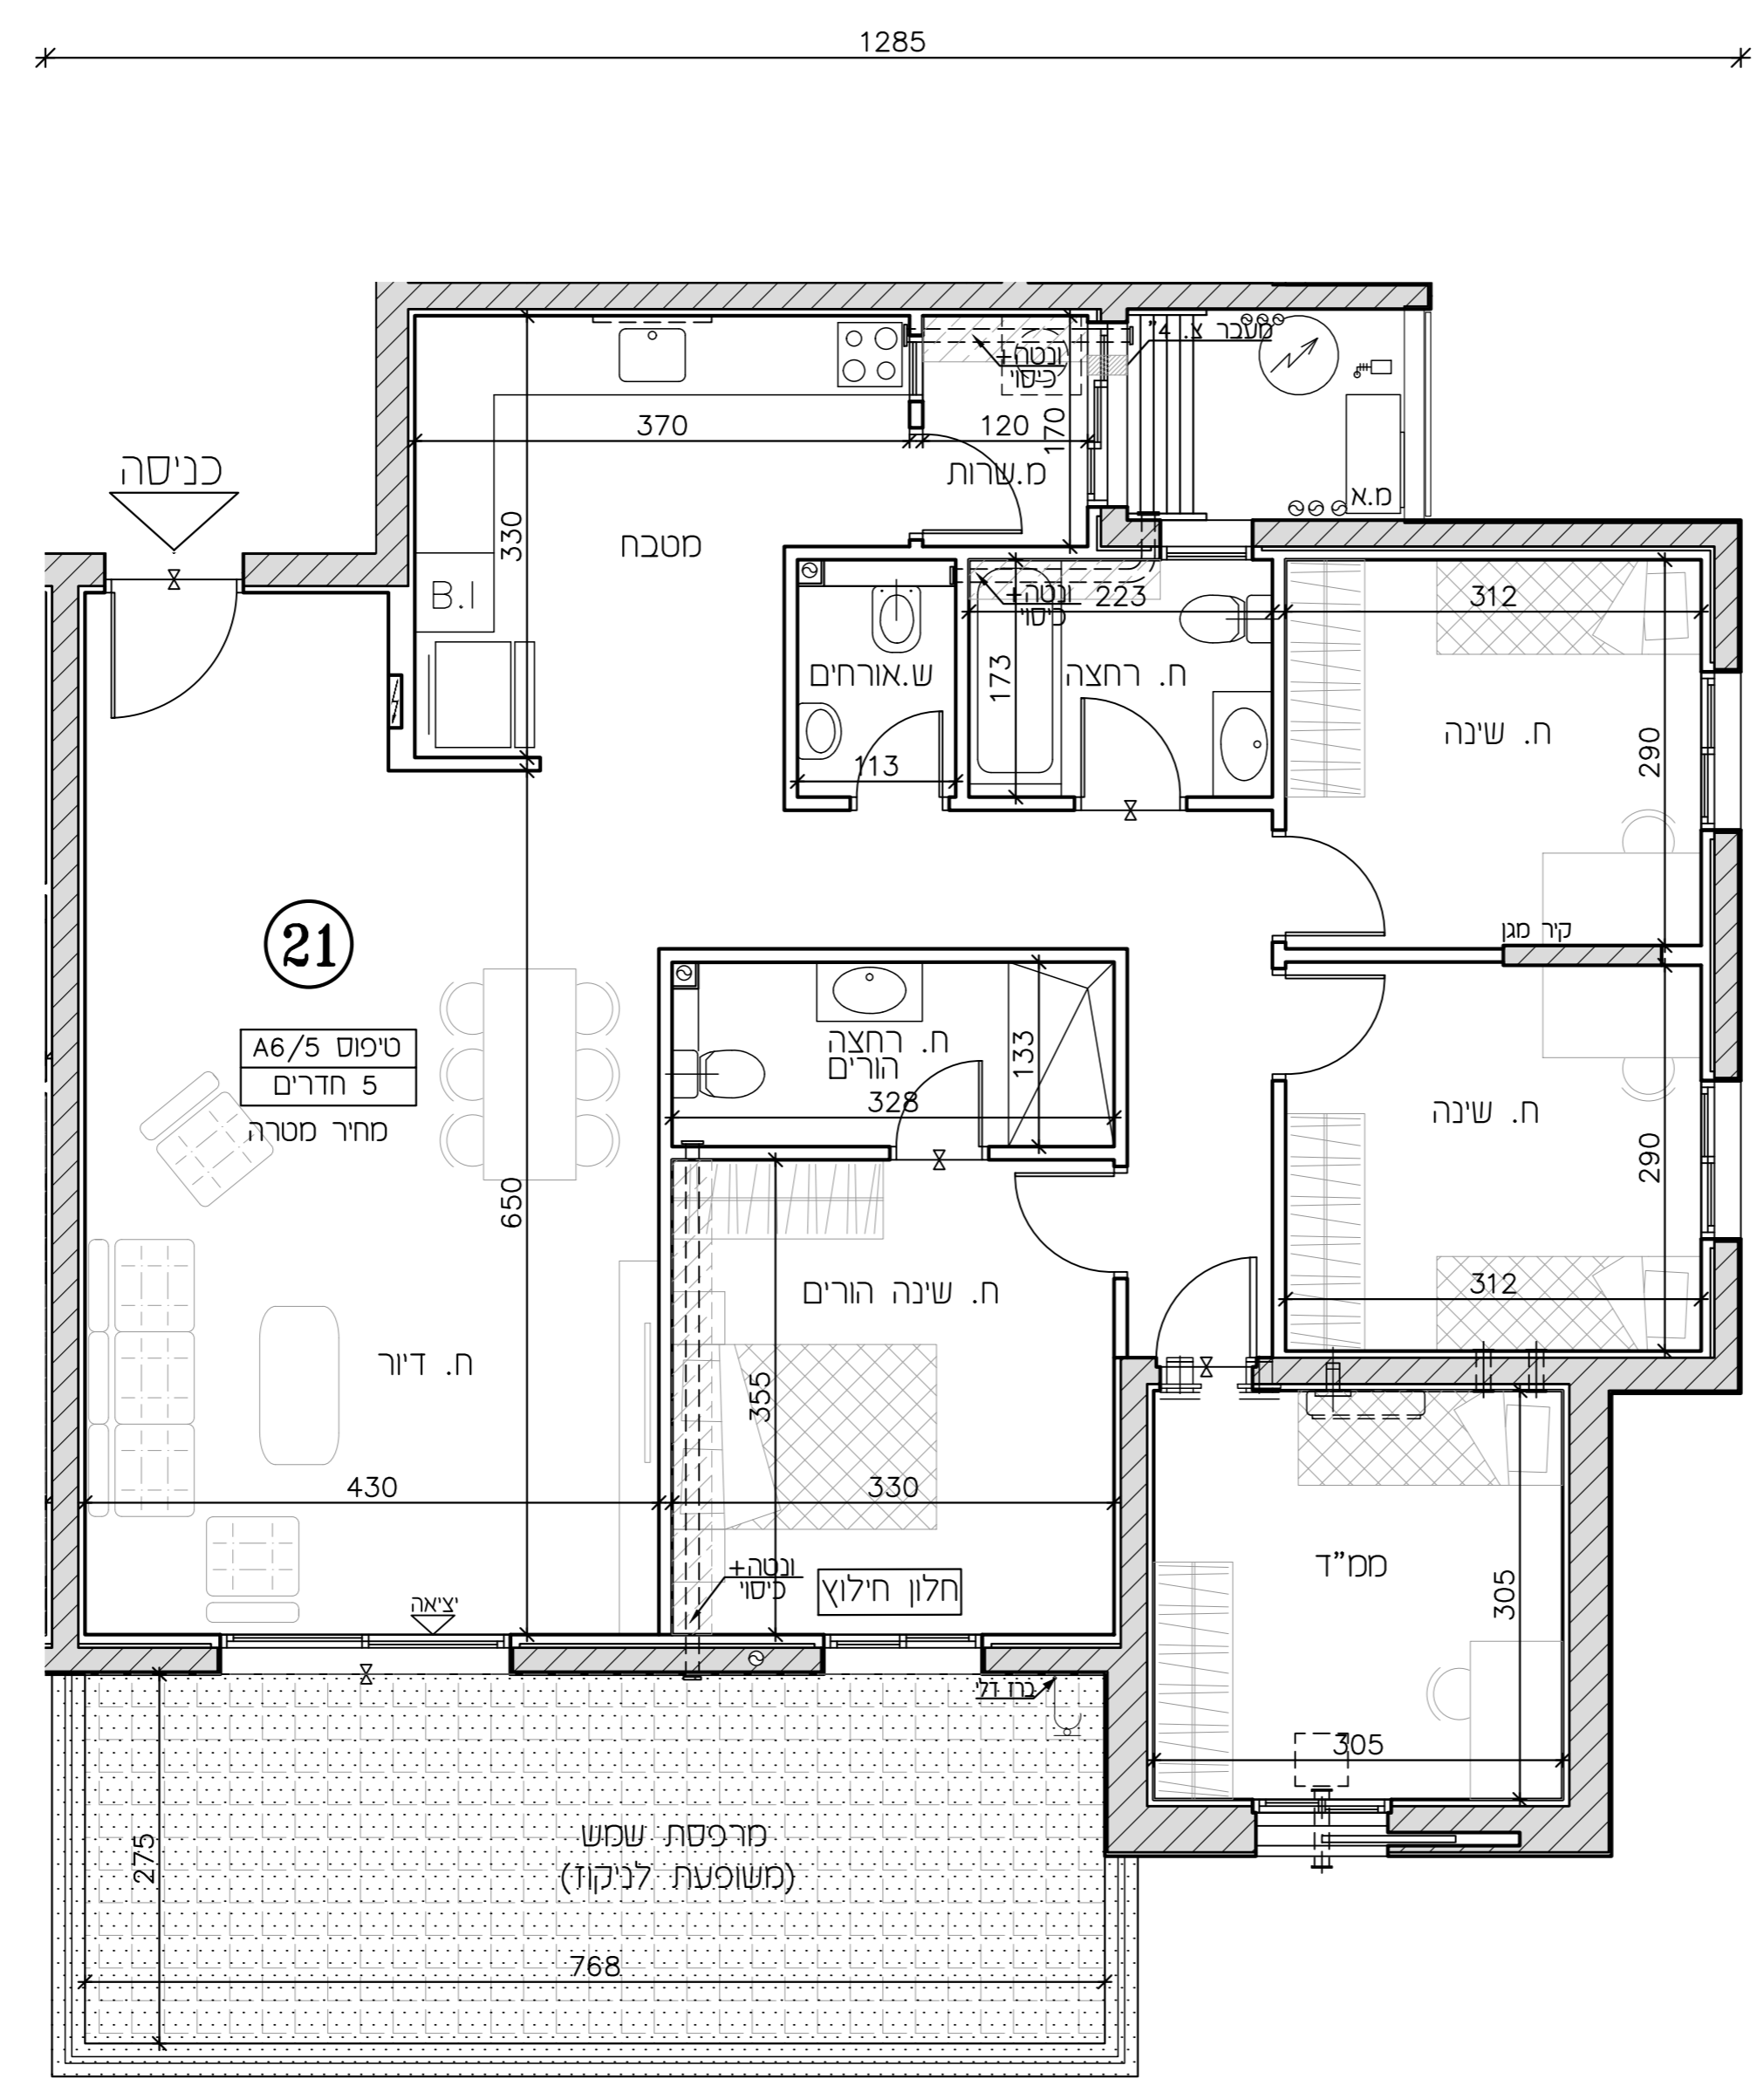 1285
מעבר צ. 4"
ונטה+
כיסוי
370
120
170
מ.שרות
כניסה
מ.א
330
מטבח
B.I
ונטה+
כיסוי
223
312
ש.אורחים
173
ח. רחצה
ח. שינה
290
113
21
קיר מגן
טיפוס A6/5
5 חדרים
מחיר מטרה
ח. רחצה
הורים
133
328
ח. שינה
290
650
ח. שינה הורים
312
ח. דיור
355
430
330
ונטה+
כיסוי
חלון חילוץ
ממ"ד
305
יציאה
ברז דלי
305
275
מרפסת שמש
(משופעת לניקוז)
768